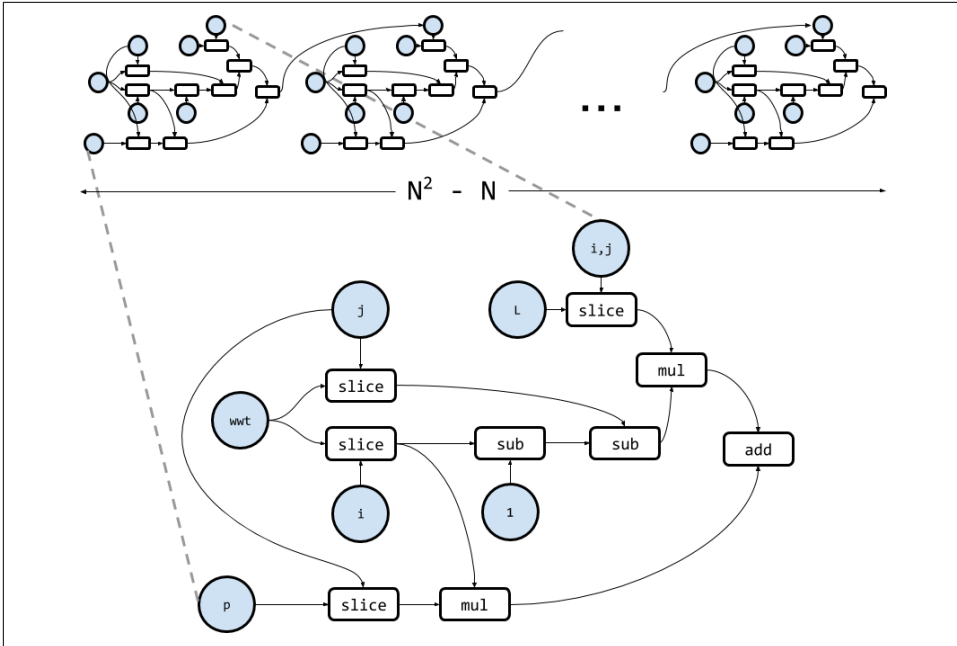 ...
N² - N
i,j
j
L
slice
mul
slice
wwt
slice
sub
sub
add
i
1
p
slice
mul